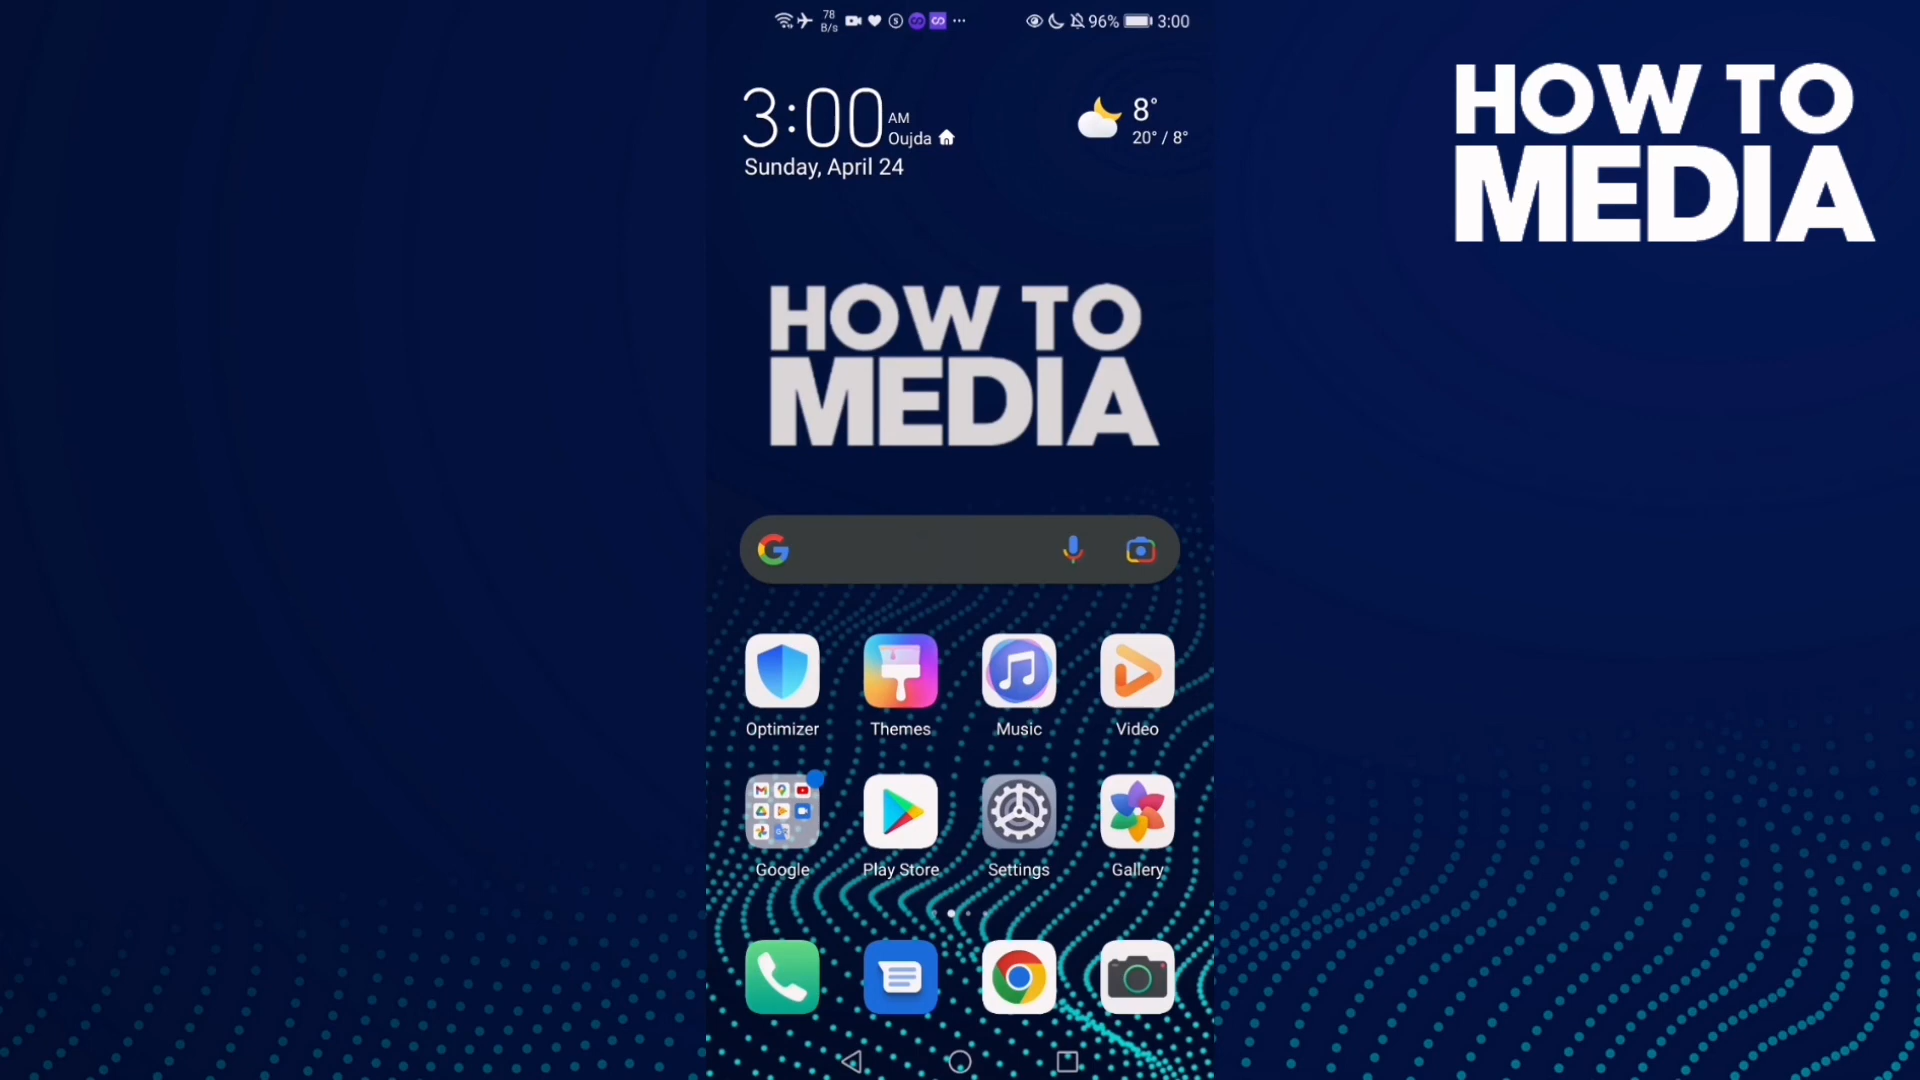 78
B/s
96%
3:00
HOW TO
MEDIA
3:00 AM
Oujda
Sunday, April 24
8°
20° / 8°
HOW TO
MEDIA
Optimizer
Themes
Music
Video
Google
Play Store
Settings
Gallery